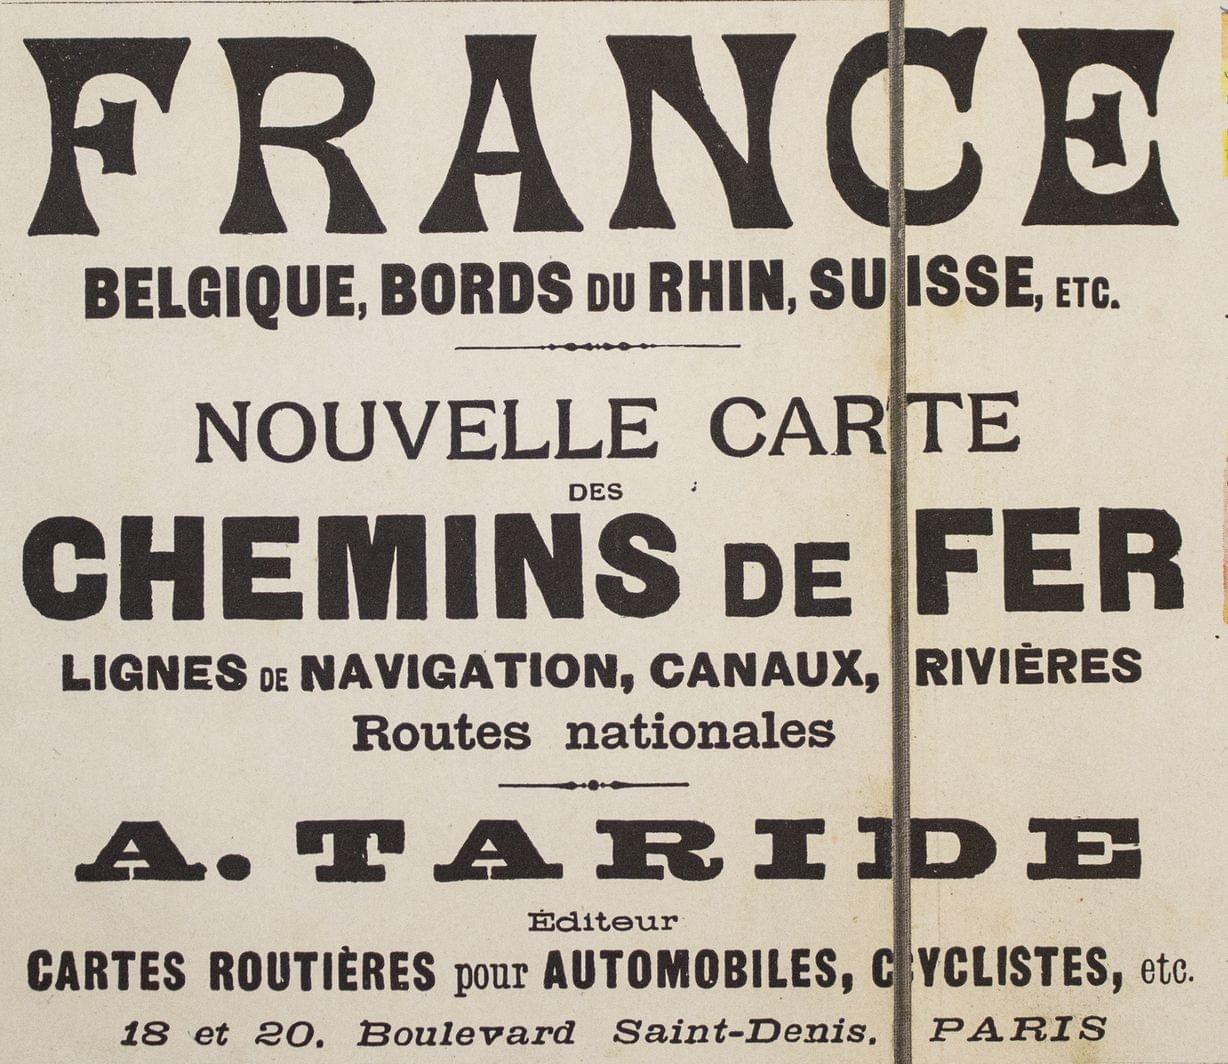 FRANCE
BELGIQUE, BORDS DU RHIN, SUISSE, ETC.
NOUVELLE CARTE
DES
CHEMINS DE FER
LIGNES DE NAVIGATION, CANAUX, RIVIÈRES
Routes nationales
A. TARIDE
Éditeur
CARTES ROUTIÈRES pour AUTOMOBILES, CYCLISTES, etc.
18 et 20. Boulevard Saint-Denis. PARIS